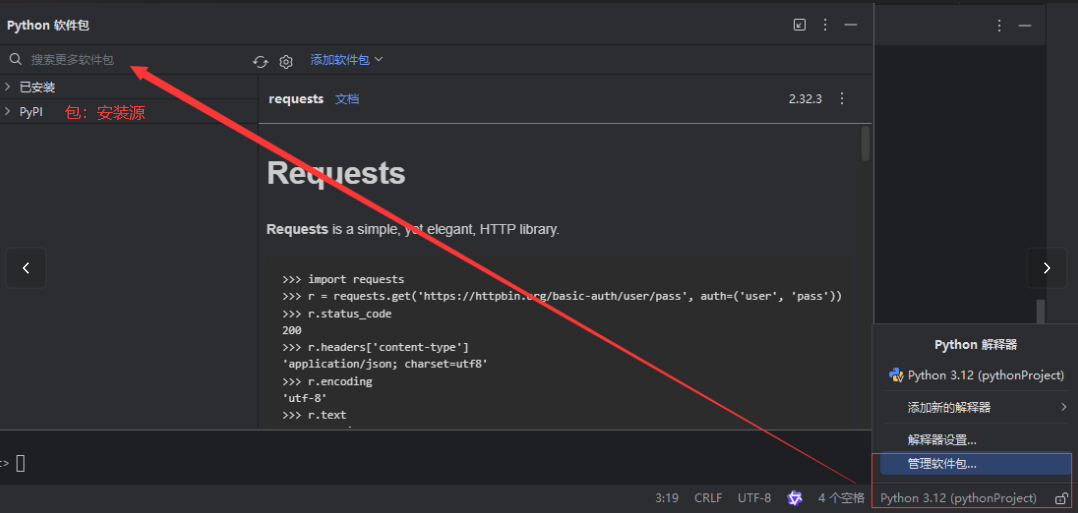 Python 软件包
搜索更多软件包
添加软件包
已安装
PyPI 包：安装源
requests 文档 2.32.3
Requests
Requests is a simple, yet elegant, HTTP library.
>>> import requests
>>> r = requests.get('https://httpbin.org/basic-auth/user/pass', auth=('user', 'pass'))
>>> r.status_code
200
>>> r.headers['content-type']
'application/json; charset=utf8'
>>> r.encoding
'utf-8'
>>> r.text
Python 解释器
Python 3.12 (pythonProject)
添加新的解释器
解释器设置...
管理软件包...
>
3:19 CRLF UTF-8 4 个空格 Python 3.12 (pythonProject)